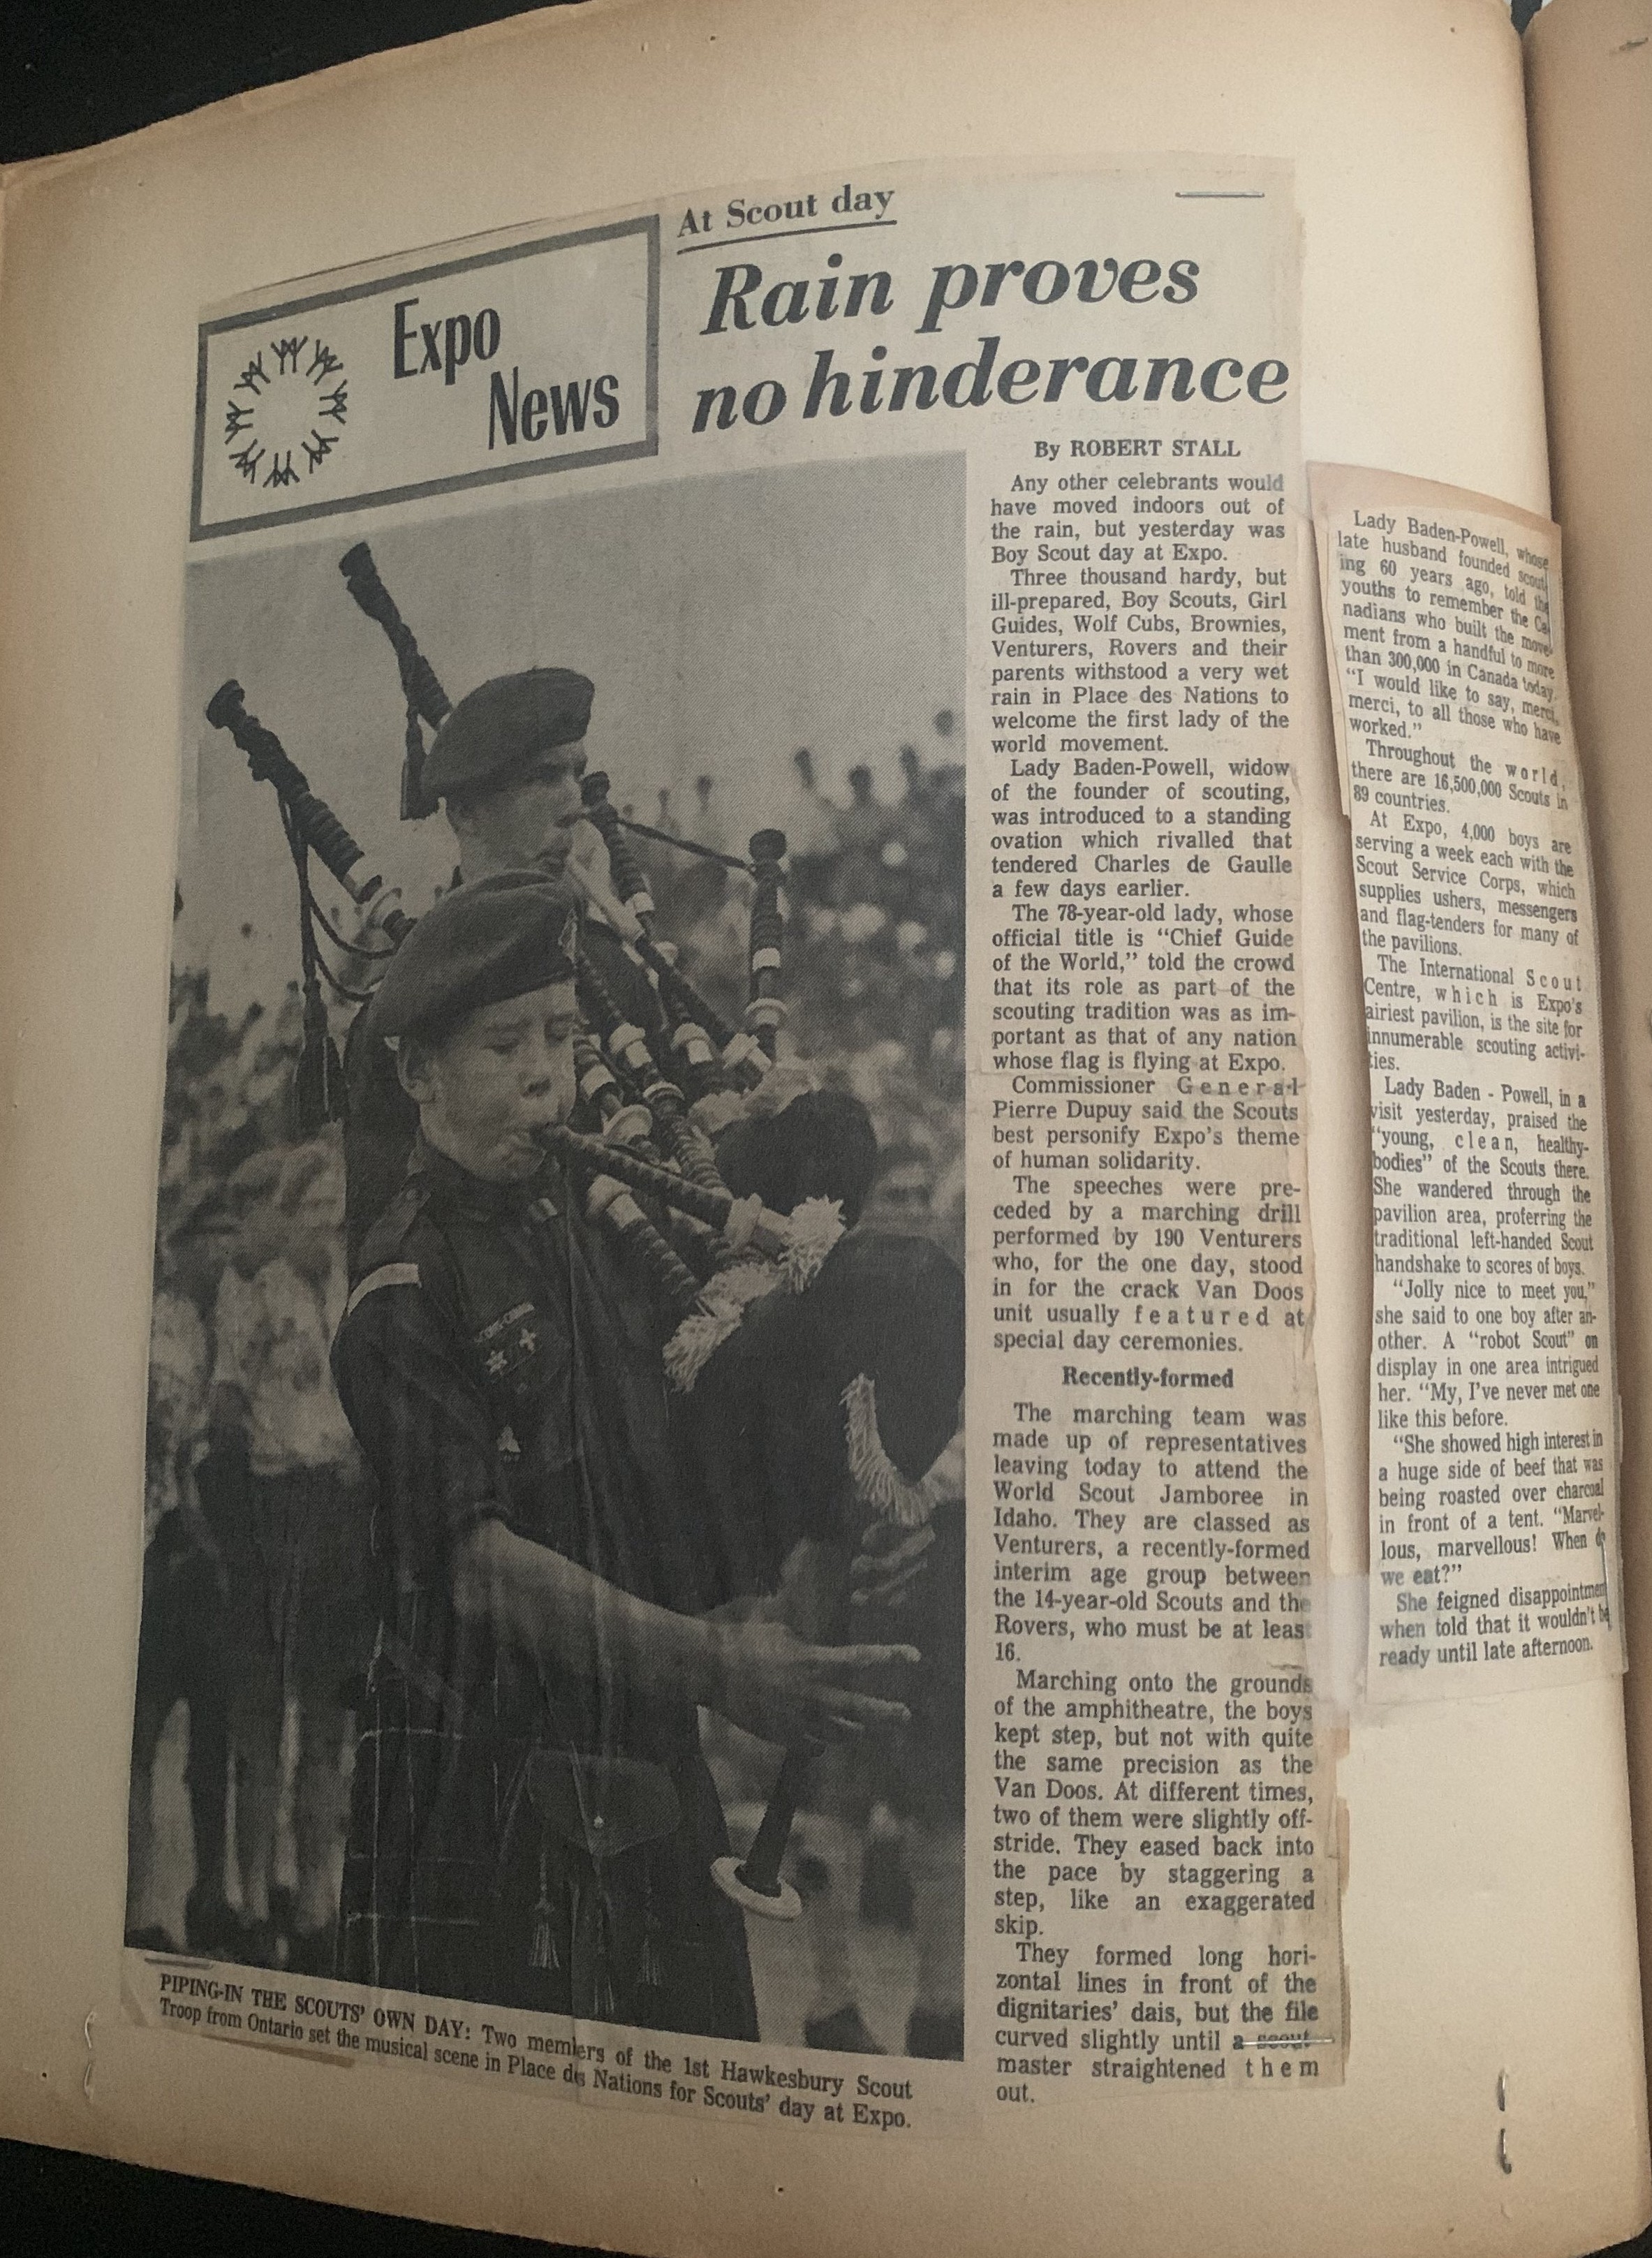 At Scout day
Expo
News
Rain proves
no hinderance
By ROBERT STALL
Any other celebrants would
have moved indoors out of
the rain, but yesterday was
Boy Scout day at Expo.
Three thousand hardy, but
ill-prepared, Boy Scouts, Girl
Guides, Wolf Cubs, Brownies,
Venturers, Rovers and their
parents withstood a very wet
rain in Place des Nations to
welcome the first lady of the
world movement.
Lady Baden-Powell, widow
of the founder of scouting,
was introduced to a standing
ovation which rivalled that
tendered Charles de Gaulle
a few days earlier.
The 78-year-old lady, whose
official title is “Chief Guide
of the World,” told the crowd
that its role as part of the
scouting tradition was as im-
portant as that of any nation
whose flag is flying at Expo.
Commissioner General
Pierre Dupuy said the Scouts
best personify Expo's theme
of human solidarity.
The speeches were pre-
ceded by a marching drill
performed by 190 Venturers
who, for the one day, stood
in for the crack Van Doos
unit usually featured at
special day ceremonies.
Recently-formed
The marching team was
made up of representatives
leaving today to attend the
World Scout Jamboree in
Idaho. They are classed as
Venturers, a recently-formed
interim age group between
the 14-year-old Scouts and the
Rovers, who must be at least
16.
Marching onto the grounds
of the amphitheatre, the boys
kept step, but not with quite
the same precision as the
Van Doos. At different times,
two of them were slightly off-
stride. They eased back into
the pace by staggering a
step, like an exaggerated
skip.
They formed long hori-
zontal lines in front of the
dignitaries' dais, but the file
curved slightly until a scout
master straightened them
out.
Lady Baden-Powell, whose
late husband founded scout-
ing 60 years ago, told the
youths to remember the Ca-
nadians who built the move-
ment from a handful to more
than 300,000 in Canada today.
“I would like to say, merci,
merci, to all those who have
worked.”
Throughout the world,
there are 16,500,000 Scouts in
89 countries.
At Expo, 4,000 boys are
serving a week each with the
Scout Service Corps, which
supplies ushers, messengers
and flag-tenders for many of
the pavilions.
The International Scout
Centre, which is Expo's
airiest pavilion, is the site for
innumerable scouting activi-
ties.
Lady Baden-Powell, in a
visit yesterday, praised the
“young, clean, healthy-
bodies” of the Scouts there.
She wandered through the
pavilion area, proferring the
traditional left-handed Scout
handshake to scores of boys.
“Jolly nice to meet you,”
she said to one boy after an-
other. A “robot Scout” on
display in one area intrigued
her. “My, I've never met one
like this before.
“She showed high interest in
a huge side of beef that was
being roasted over charcoal
in front of a tent. “Marvel-
lous, marvellous! When do
we eat?”
She feigned disappointment
when told that it wouldn't be
ready until late afternoon.
PIPING-IN THE SCOUTS' OWN DAY: Two members of the 1st Hawkesbury Scout
Troop from Ontario set the musical scene in Place des Nations for Scouts' day at Expo.